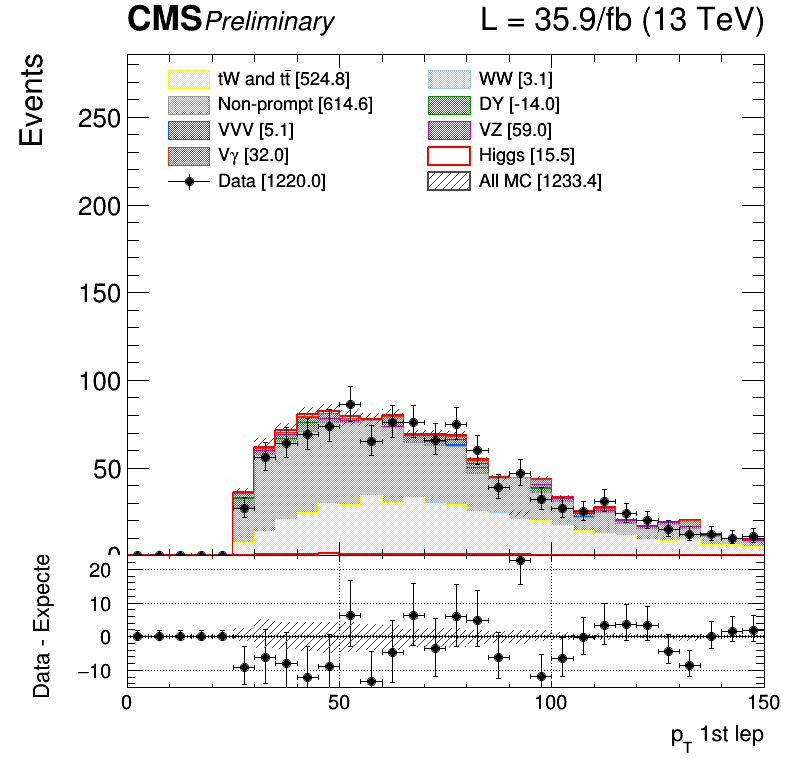 CMS Preliminary L = 35.9/fb (13 TeV)
Events
tW and tt̄ [524.8]
Non-prompt [614.6]
VVV [5.1]
Vγ [32.0]
Data [1220.0]
WW [3.1]
DY [-14.0]
VZ [59.0]
Higgs [15.5]
All MC [1233.4]
250
200
150
100
50
0
Data - Expecte
20
10
0
−10
0 50 100 150
p_T 1st lep